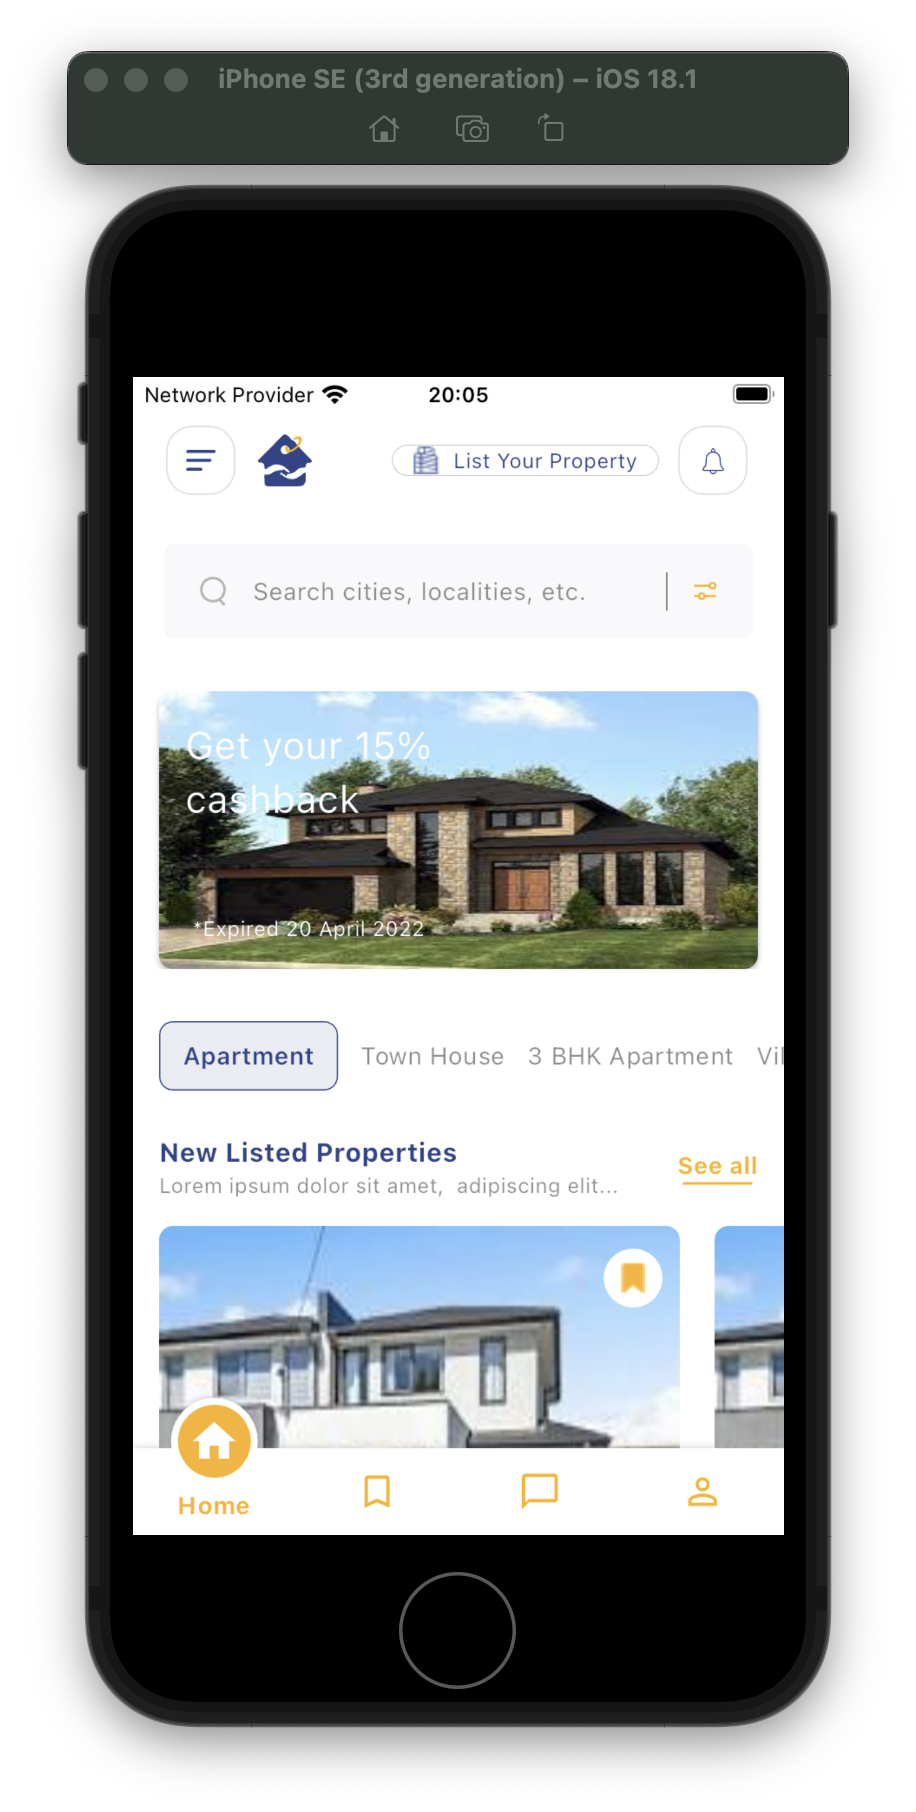 iPhone SE (3rd generation) – iOS 18.1
Network Provider 20:05
List Your Property
Search cities, localities, etc.
Get your 15%
cashback
*Expired 20 April 2022
Apartment Town House 3 BHK Apartment Vil
New Listed Properties
See all
Lorem ipsum dolor sit amet, adipiscing elit...
Home